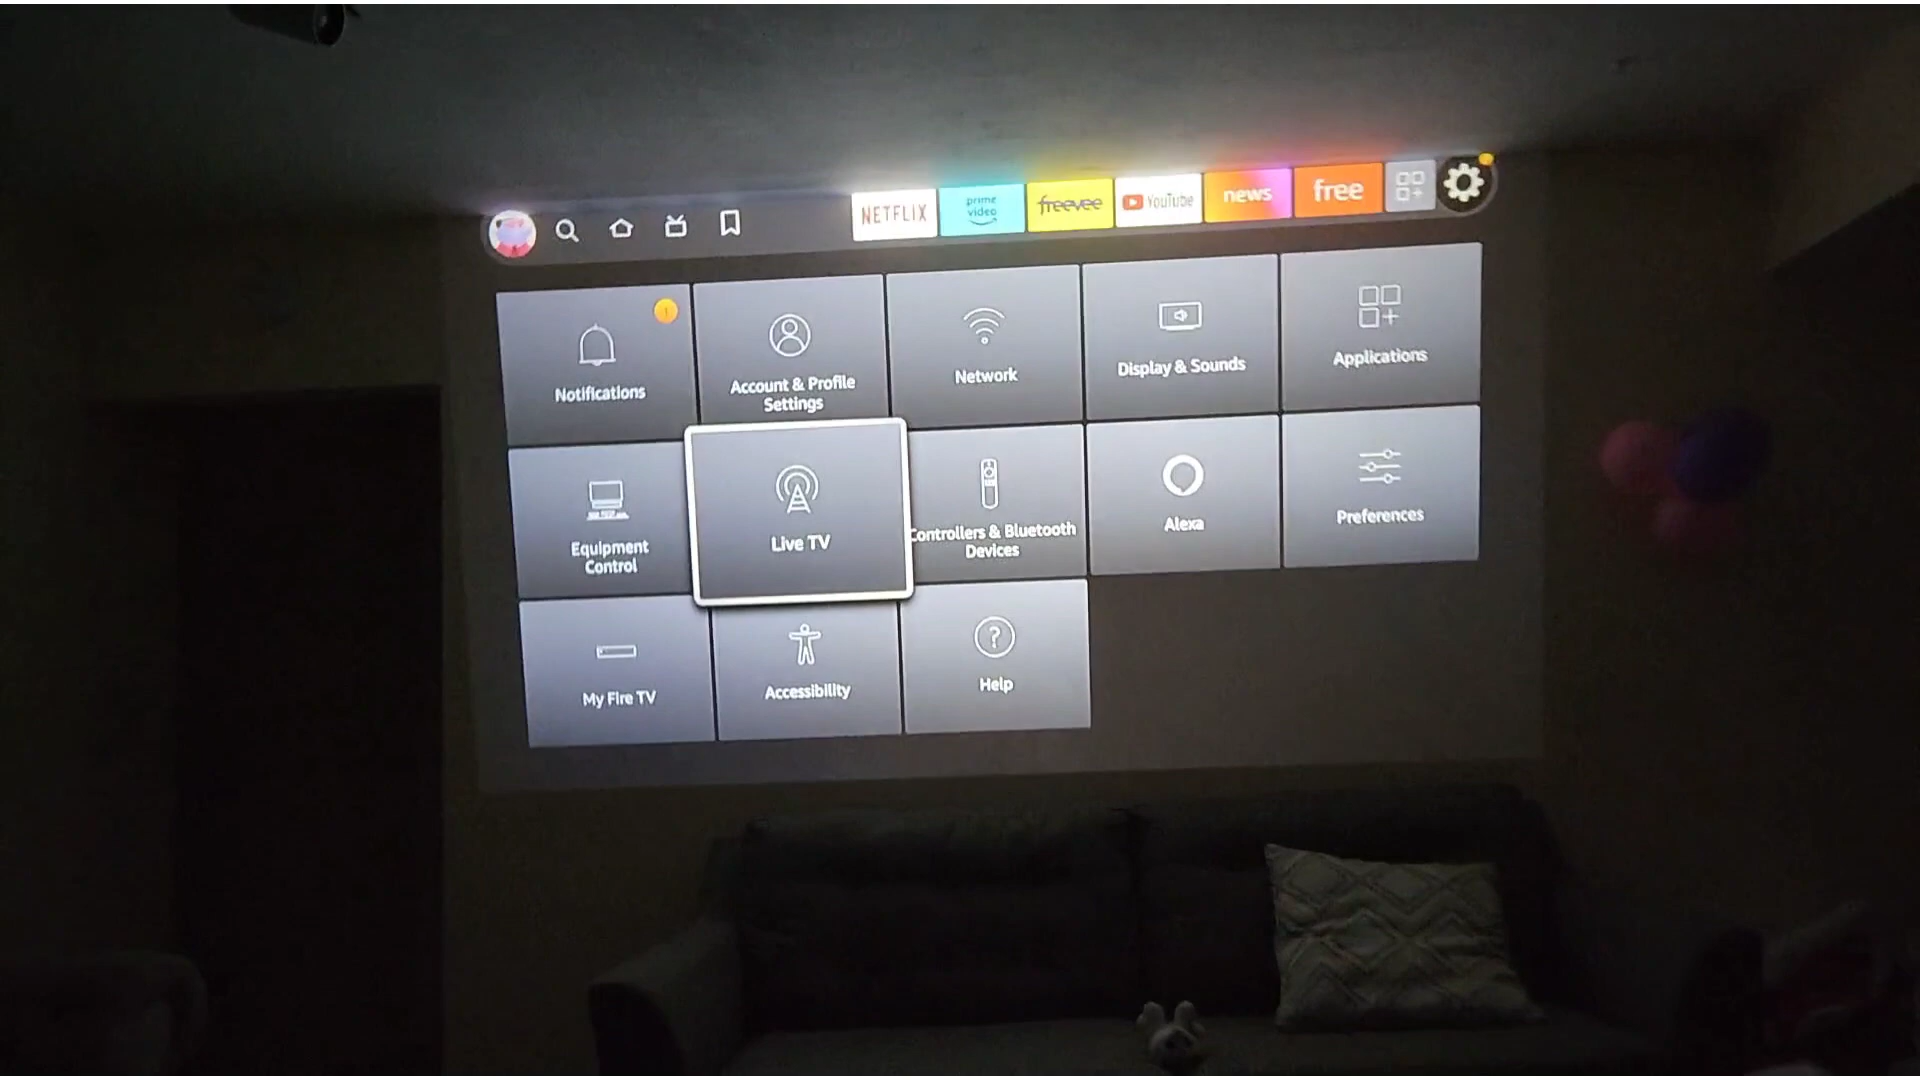 NETFLIX
prime video
freevee
YouTube
news
free
Notifications
Account & Profile
Settings
Network
Display & Sounds
Applications
Equipment
Control
Live TV
Controllers & Bluetooth
Devices
Alexa
Preferences
My Fire TV
Accessibility
Help